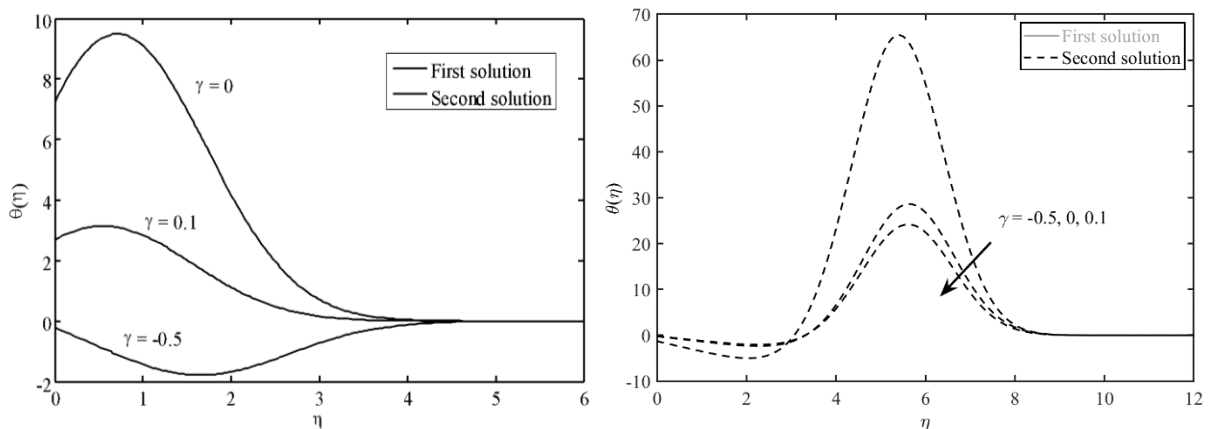 10
8
6
4
2
0
-2
θ(η)
γ = 0
γ = 0.1
γ = -0.5
First solution
Second solution
0 1 2 3 4 5 6
η
70
60
50
40
30
20
10
0
-10
θ(η)
First solution
Second solution
γ = -0.5, 0, 0.1
0 2 4 6 8 10 12
η